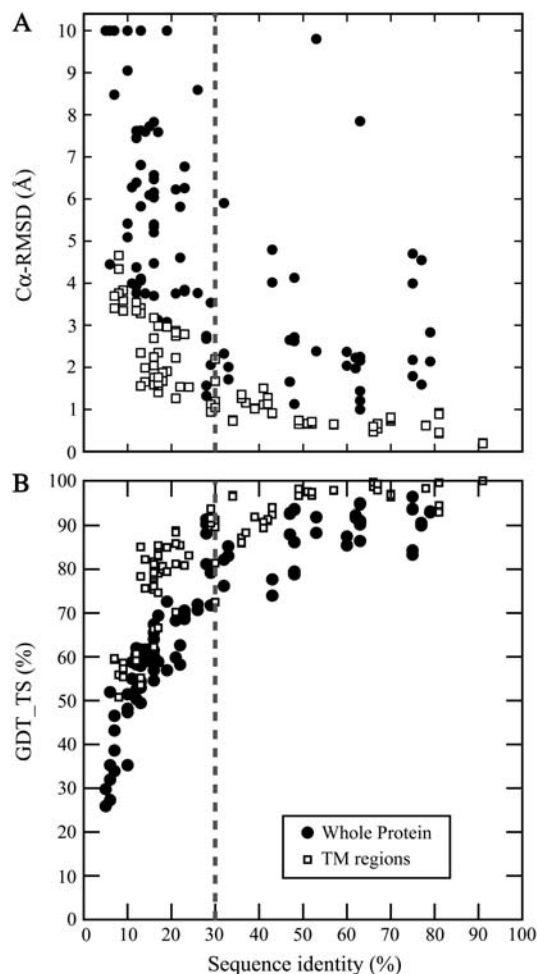 A
10
9
8
7
6
5
4
3
2
1
0
Cα-RMSD (Å)
B
100
90
80
70
60
50
40
30
20
10
0
GDT_TS (%)
Whole Protein
TM regions
0 10 20 30 40 50 60 70 80 90 100
Sequence identity (%)